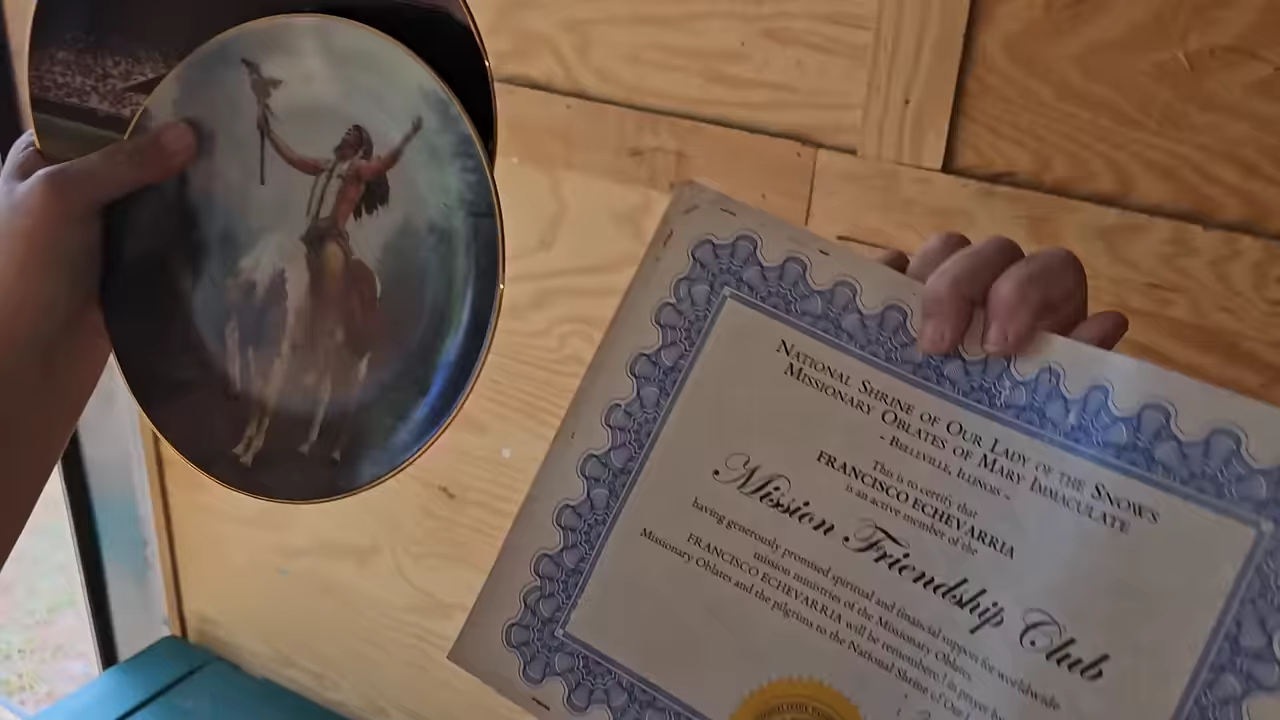 NATIONAL SHRINE OF OUR LADY OF THE SNOWS
MISSIONARY OBLATES OF MARY IMMACULATE
- BELLEVILLE, ILLINOIS -
This is to certify that
FRANCISCO ECHEVARRIA
is an active member of the
Mission Friendship Club
having generously promised spiritual and financial support for worldwide
mission ministries of the Missionary Oblates.
FRANCISCO ECHEVARRIA will be remembered in prayer by
Missionary Oblates and the pilgrims to the National Shrine of Our